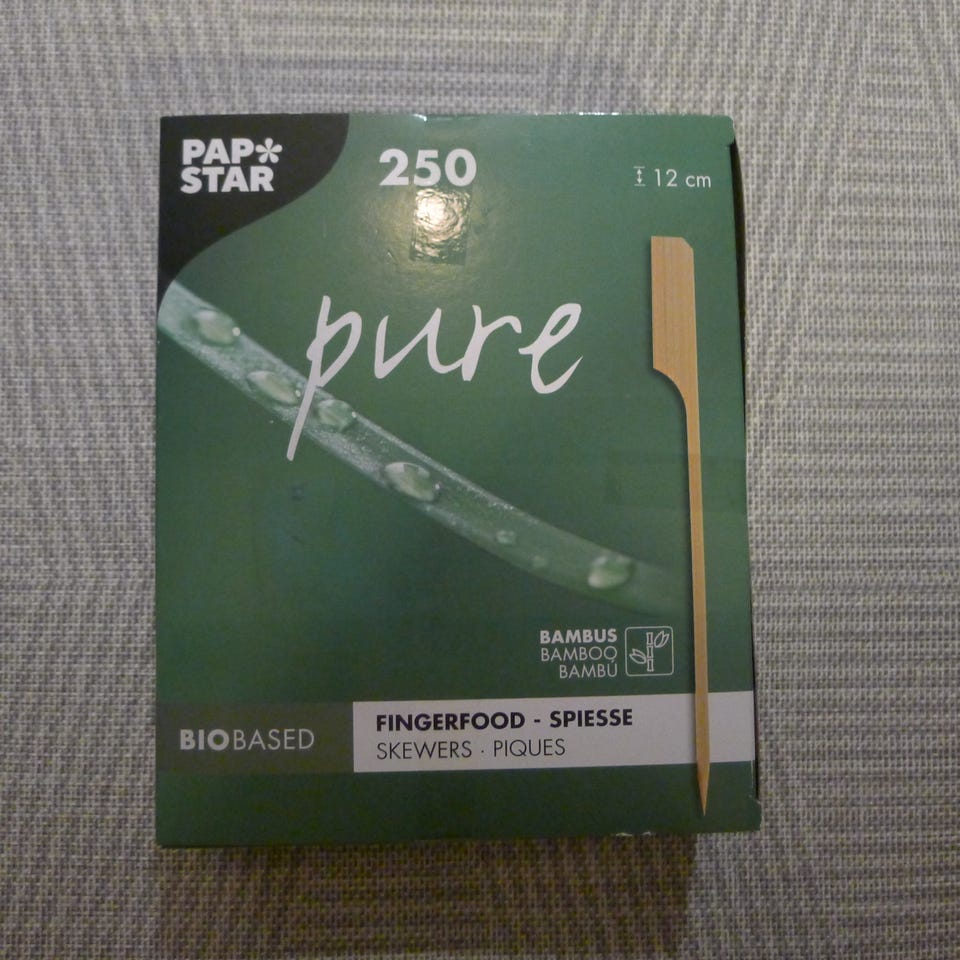 PAP*
STAR
250
12 cm
pure
BAMBUS
BAMBOO
BAMBÚ
BIOBASED
FINGERFOOD - SPIESSE
SKEWERS · PIQUES